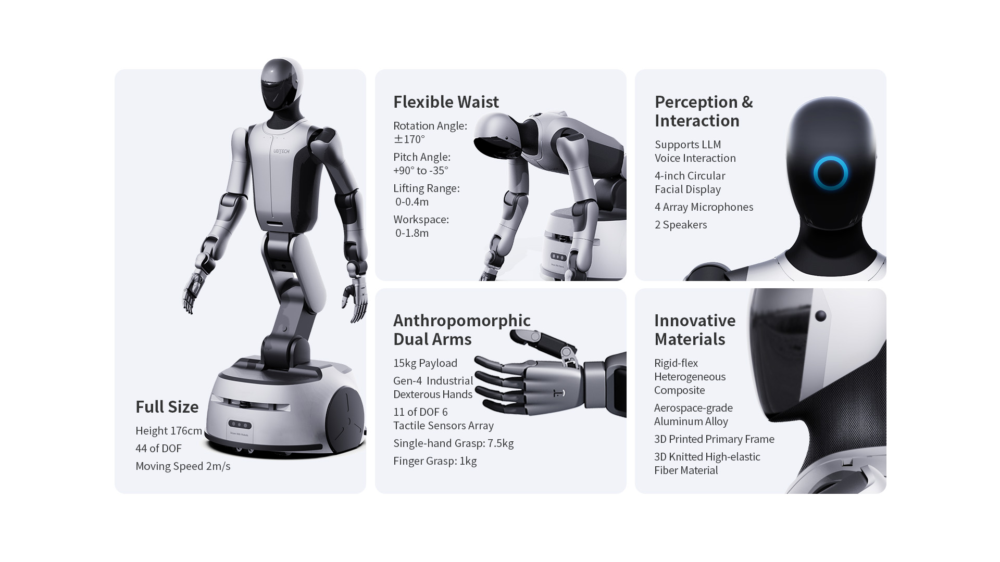 UBTECH
Full Size
Height 176cm
44 of DOF
Moving Speed 2m/s
Flexible Waist
Rotation Angle:
±170°
Pitch Angle:
+90° to -35°
Lifting Range:
0-0.4m
Workspace:
0-1.8m
Perception &
Interaction
Supports LLM
Voice Interaction
4-inch Circular
Facial Display
4 Array Microphones
2 Speakers
Anthropomorphic
Dual Arms
15kg Payload
Gen-4  Industrial
Dexterous Hands
11 of DOF 6
Tactile Sensors Array
Single-hand Grasp: 7.5kg
Finger Grasp: 1kg
Innovative
Materials
Rigid-flex
Heterogeneous
Composite
Aerospace-grade
Aluminum Alloy
3D Printed Primary Frame
3D Knitted High-elastic
Fiber Material